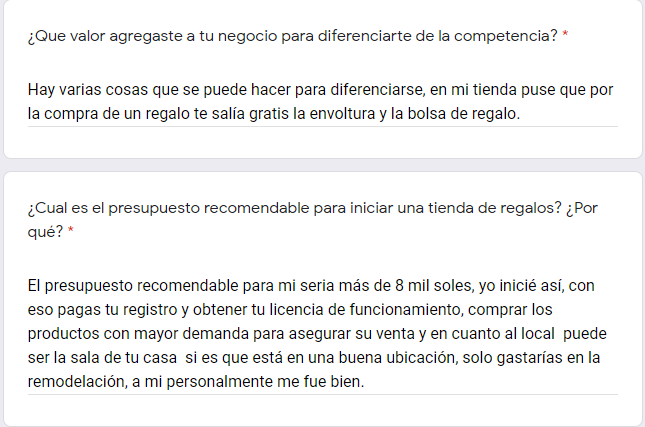 ¿Que valor agregaste a tu negocio para diferenciarte de la competencia? *
Hay varias cosas que se puede hacer para diferenciarse, en mi tienda puse que por
la compra de un regalo te salía gratis la envoltura y la bolsa de regalo.
¿Cual es el presupuesto recomendable para iniciar una tienda de regalos? ¿Por
qué? *
El presupuesto recomendable para mi seria más de 8 mil soles, yo inicié así, con
eso pagas tu registro y obtener tu licencia de funcionamiento, comprar los
productos con mayor demanda para asegurar su venta y en cuanto al local  puede
ser la sala de tu casa  si es que está en una buena ubicación, solo gastarías en la
remodelación, a mi personalmente me fue bien.